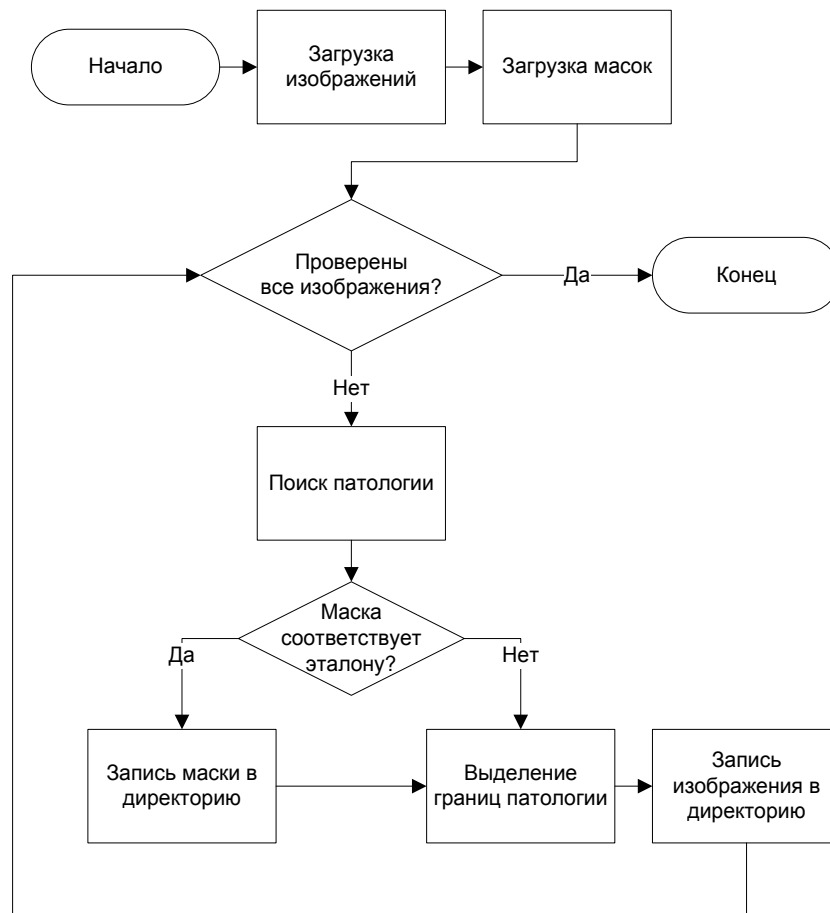 Начало
Загрузка
изображений
Загрузка масок
Проверены
все изображения?
Да
Конец
Нет
Поиск патологии
Маска
соответствует
эталону?
Да
Нет
Запись маски в
директорию
Выделение
границ патологии
Запись
изображения в
директорию